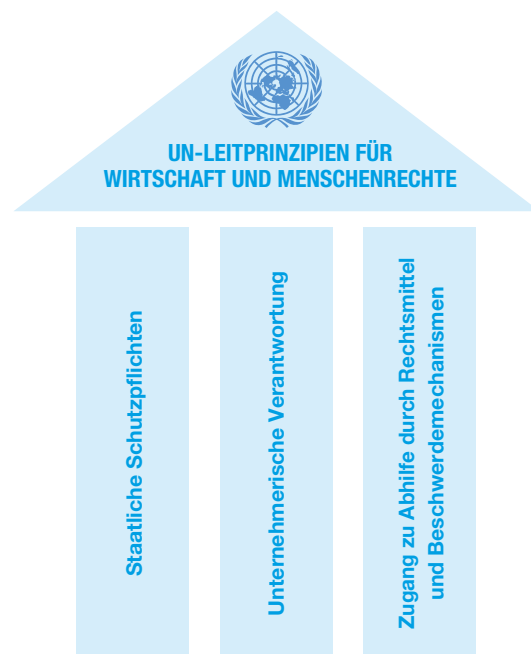 UN-LEITPRINZIPIEN FÜR
WIRTSCHAFT UND MENSCHENRECHTE
Staatliche Schutzpflichten
Unternehmerische Verantwortung
Zugang zu Abhilfe durch Rechtsmittel
und Beschwerdemechanismen